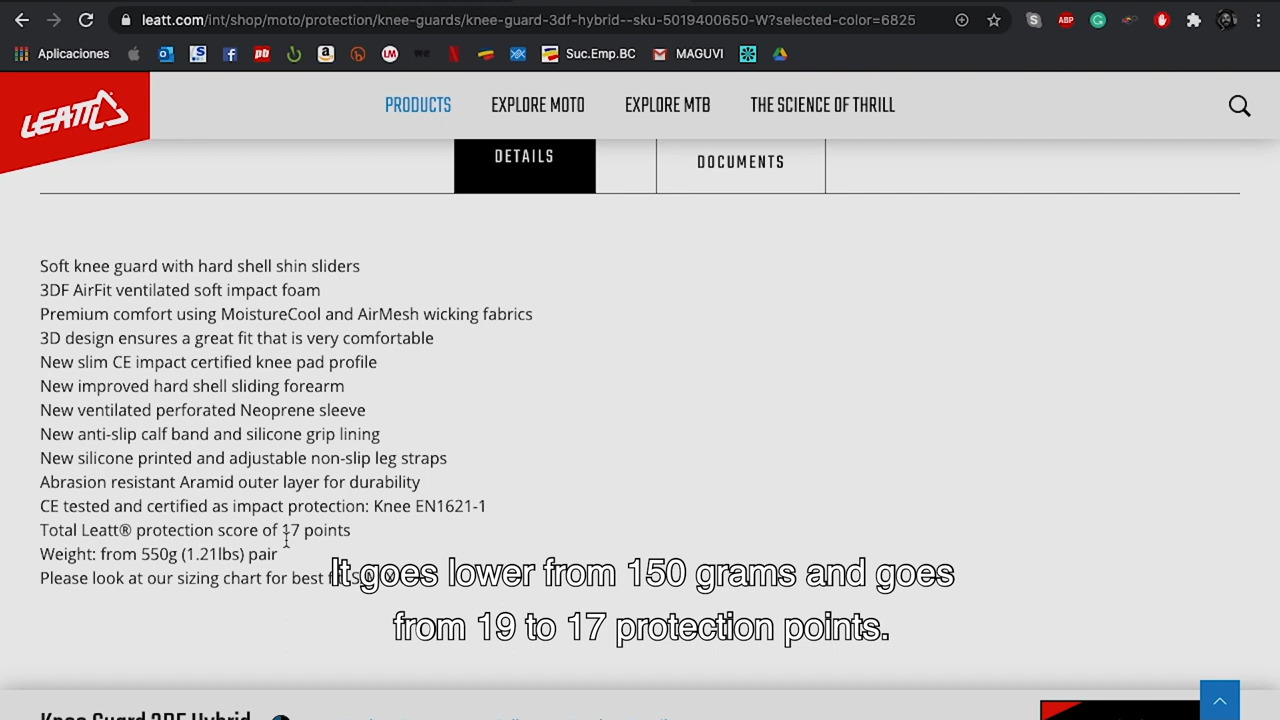 leatt.com/int/shop/moto/protection/knee-guards/knee-guard-3df-hybrid--sku-5019400650-W?selected-color=6825
Aplicaciones
Suc.Emp.BC
MAGUVI
LEATT
PRODUCTS
EXPLORE MOTO
EXPLORE MTB
THE SCIENCE OF THRILL
DETAILS
DOCUMENTS
Soft knee guard with hard shell shin sliders
3DF AirFit ventilated soft impact foam
Premium comfort using MoistureCool and AirMesh wicking fabrics
3D design ensures a great fit that is very comfortable
New slim CE impact certified knee pad profile
New improved hard shell sliding forearm
New ventilated perforated Neoprene sleeve
New anti-slip calf band and silicone grip lining
New silicone printed and adjustable non-slip leg straps
Abrasion resistant Aramid outer layer for durability
CE tested and certified as impact protection: Knee EN1621-1
Total Leatt® protection score of 17 points
Weight: from 550g (1.21lbs) pair
Please look at our sizing chart for best
It goes lower from 150 grams and goes
from 19 to 17 protection points.
Knee Guard 3DF Hybrid